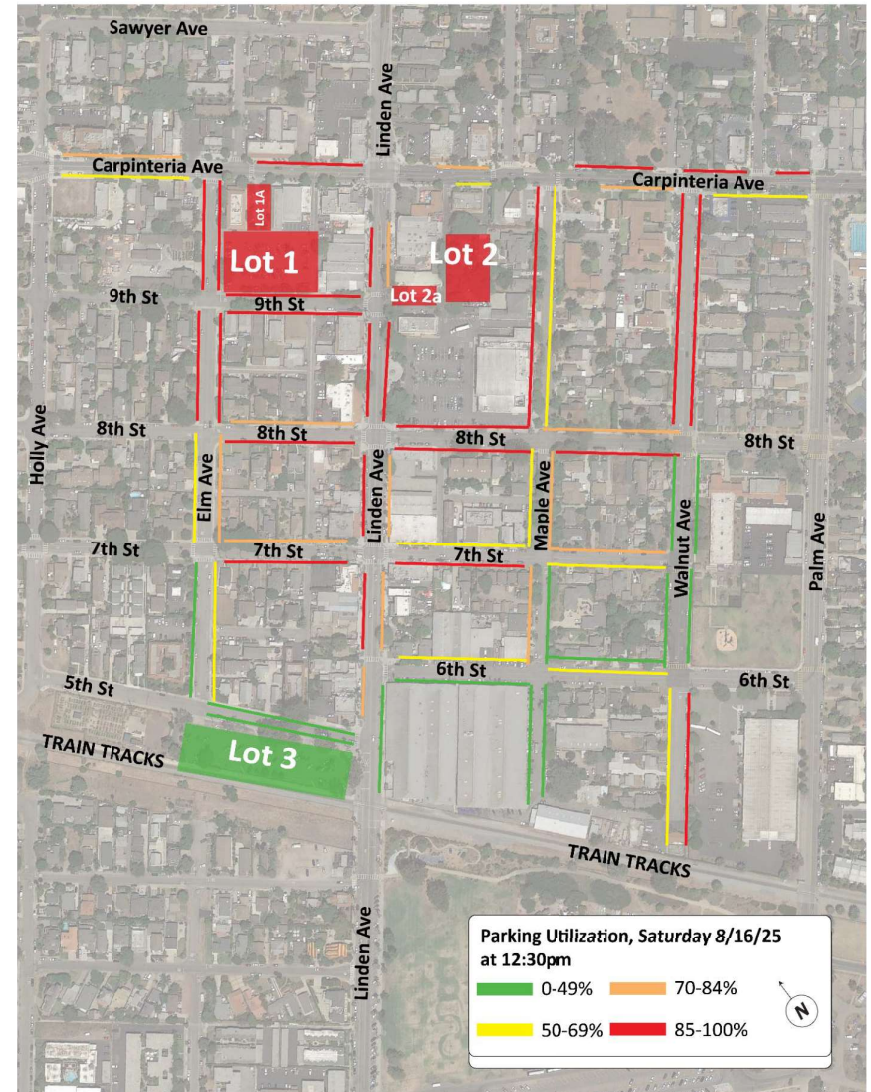 Sawyer Ave
Linden Ave
Carpinteria Ave
Carpinteria Ave
Lot 1A
Lot 1
Lot 2
Lot 2a
9th St
9th St
Holly Ave
8th St
8th St
8th St
8th St
Elm Ave
Linden Ave
Maple Ave
Walnut Ave
Palm Ave
7th St
7th St
7th St
6th St
6th St
5th St
Lot 3
TRAIN TRACKS
TRAIN TRACKS
Linden Ave
Parking Utilization, Saturday 8/16/25
at 12:30pm
0-49% 70-84%
50-69% 85-100%
N